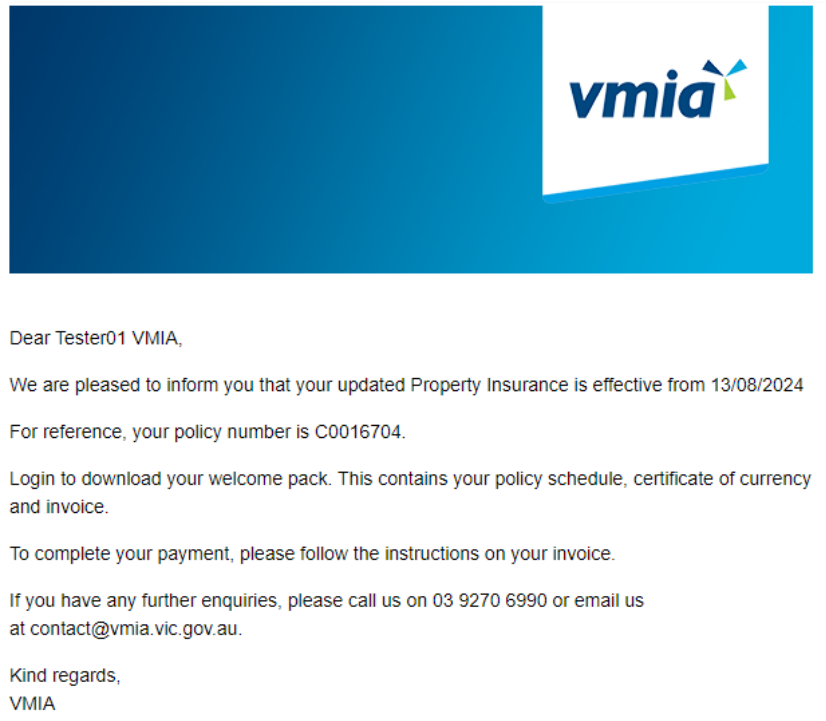 vmia
Dear Tester01 VMIA,
We are pleased to inform you that your updated Property Insurance is effective from 13/08/2024
For reference, your policy number is C0016704.
Login to download your welcome pack. This contains your policy schedule, certificate of currency
and invoice.
To complete your payment, please follow the instructions on your invoice.
If you have any further enquiries, please call us on 03 9270 6990 or email us
at contact@vmia.vic.gov.au.
Kind regards,
VMIA